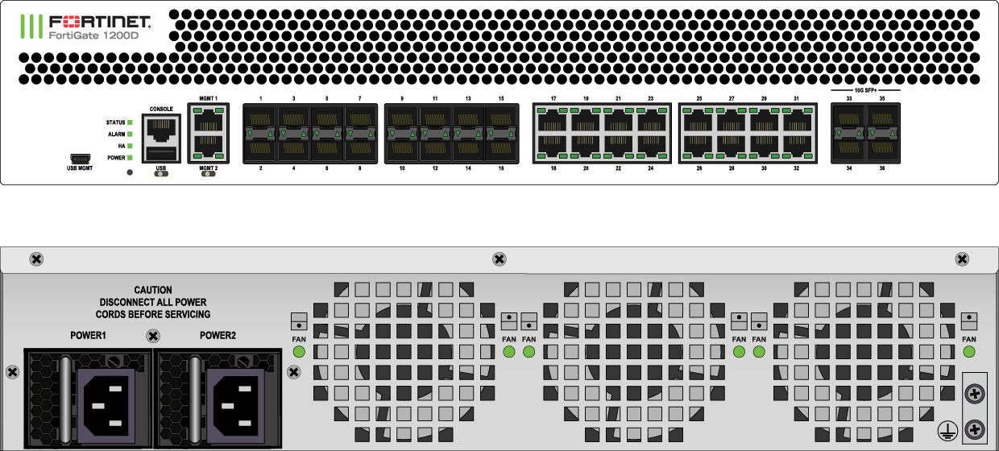 FORTINET.
FortiGate 1200D
10G SFP+
MGMT 1 1 3 5 7 9 11 13 15 17 19 21 23 25 27 29 31 33 35
CONSOLE
STATUS
ALARM
HA
POWER
USB MGMT USB MGMT 2 2 4 6 8 10 12 14 16 18 20 22 24 26 28 30 32 34 36
CAUTION
DISCONNECT ALL POWER
CORDS BEFORE SERVICING
POWER1 POWER2
FAN FAN FAN FAN FAN FAN